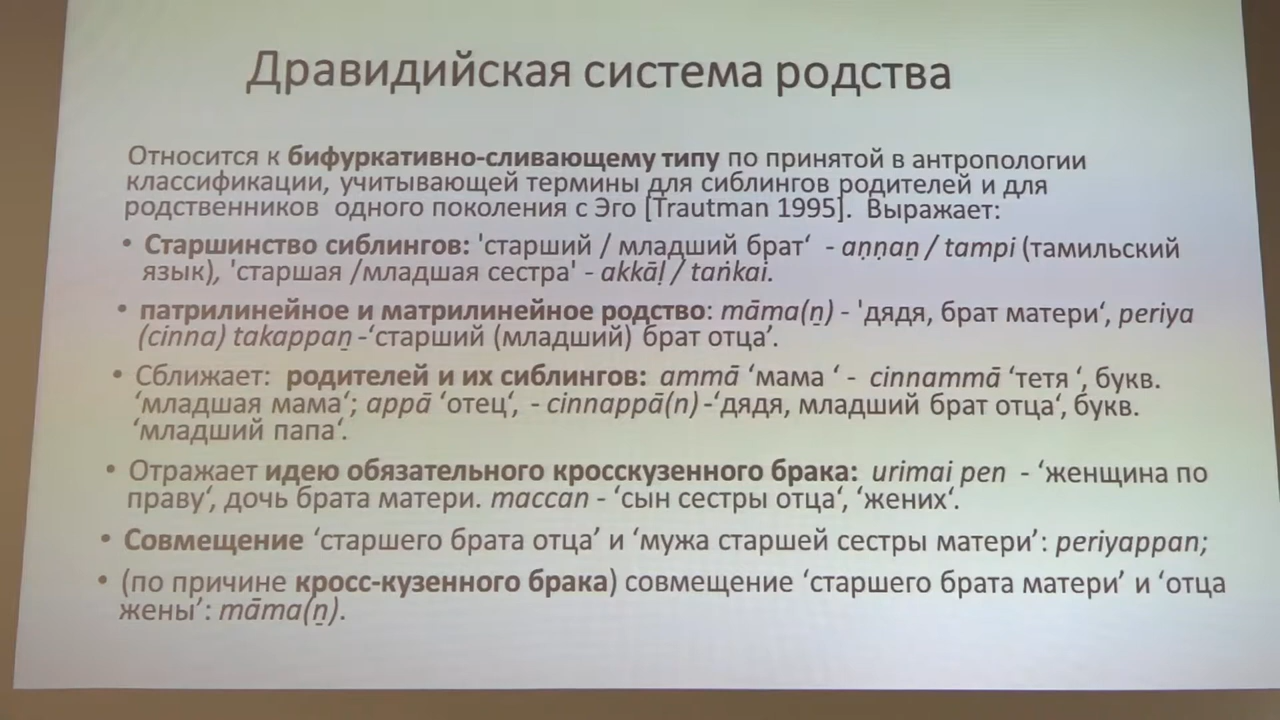 Дравидийская система родства
Относится к бифуркативно-сливающему типу по принятой в антропологии
классификации, учитывающей термины для сиблингов родителей и для
родственников одного поколения с Эго [Trautman 1995]. Выражает:
• Старшинство сиблингов: 'старший / младший брат‘ - aṇṇaṉ / tampi (тамильский
язык), 'старшая /младшая сестра' - akkāḷ / taṅkai.
• патрилинейное и матрилинейное родство: māma(ṉ) - 'дядя, брат матери‘, periya
(cinna) takappaṉ -‘старший (младший) брат отца’.
• Сближает: родителей и их сиблингов: ammā ‘мама ‘ - cinnammā ‘тетя ‘, букв.
‘младшая мама‘; appā ‘отец‘, - cinnappā(n) -‘дядя, младший брат отца‘, букв.
‘младший папа‘.
• Отражает идею обязательного кросскузенного брака: urimai pen - ‘женщина по
праву‘, дочь брата матери. maccan - ‘сын сестры отца‘, ‘жених‘.
• Совмещение ‘старшего брата отца’ и ‘мужа старшей сестры матери’: periyappan;
• (по причине кросс-кузенного брака) совмещение ‘старшего брата матери’ и ‘отца
жены’: māma(ṉ).